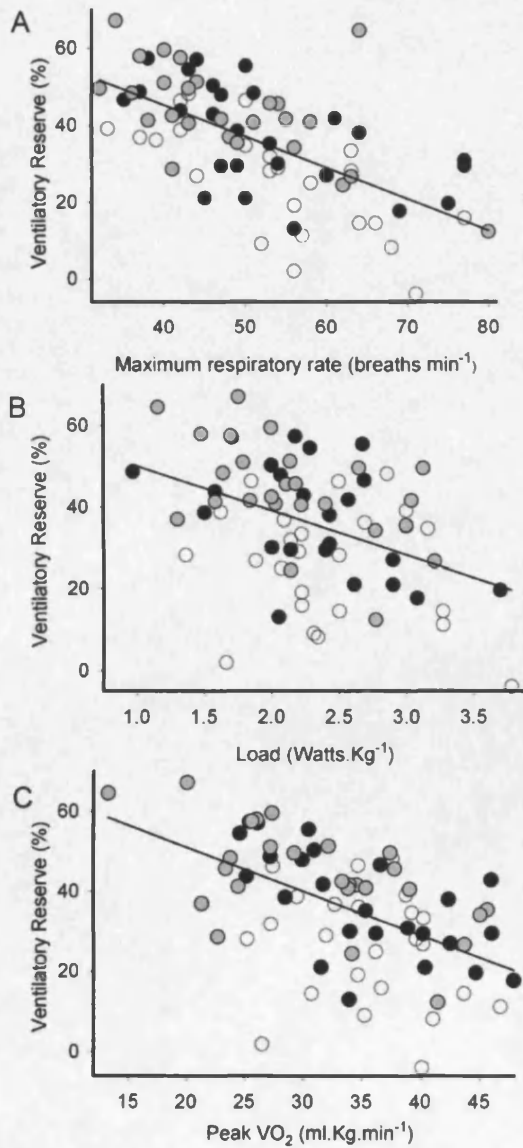 A
Ventilatory Reserve (%)
60
40
20
0
40 50 60 70 80
Maximum respiratory rate (breaths min⁻¹)
B
Ventilatory Reserve (%)
60
40
20
0
1.0 1.5 2.0 2.5 3.0 3.5
Load (Watts.Kg⁻¹)
C
Ventilatory Reserve (%)
60
40
20
0
15 20 25 30 35 40 45
Peak VO₂ (ml.Kg.min⁻¹)